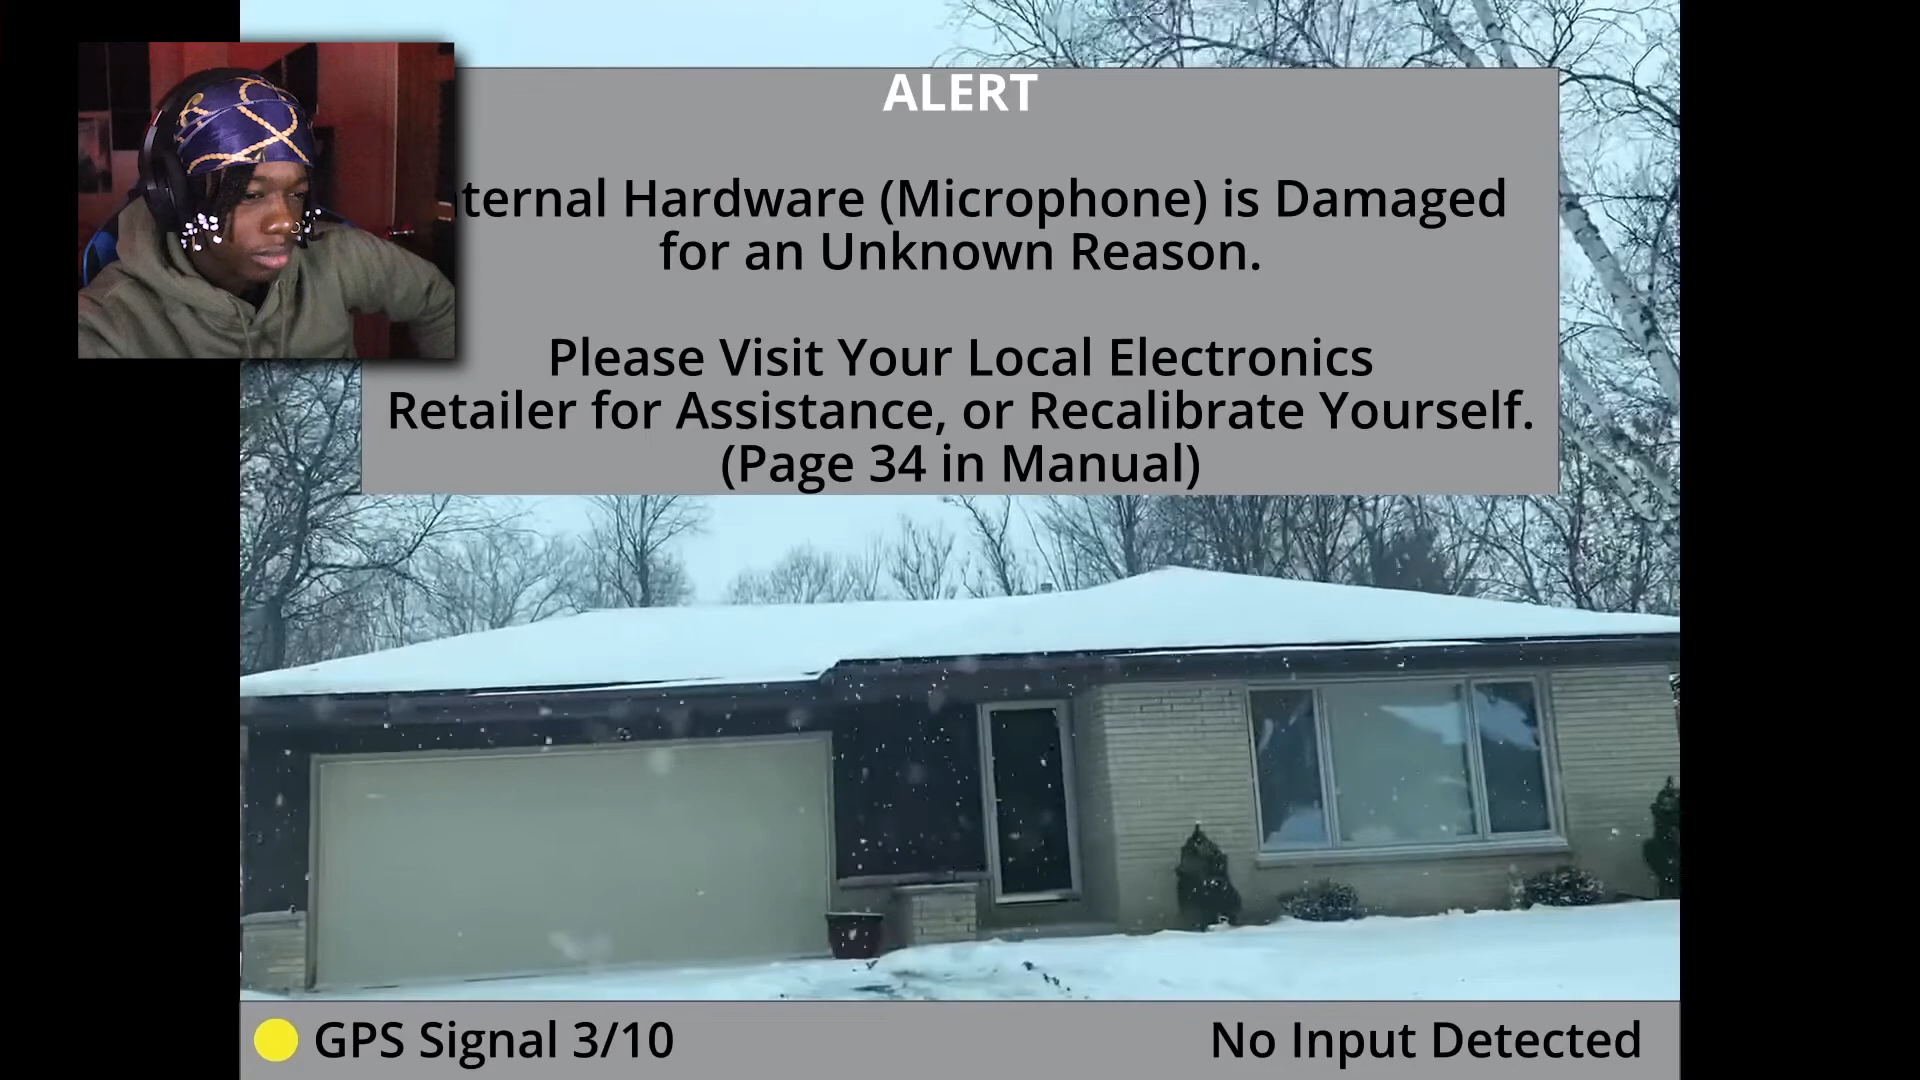 ALERT
ternal Hardware (Microphone) is Damaged
for an Unknown Reason.
Please Visit Your Local Electronics
Retailer for Assistance, or Recalibrate Yourself.
(Page 34 in Manual)
GPS Signal 3/10
No Input Detected